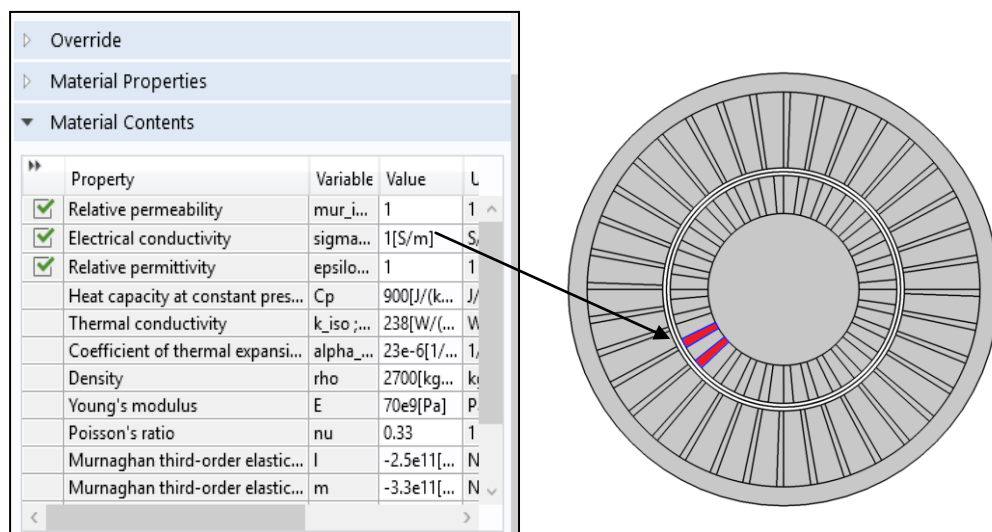 Override
Material Properties
Material Contents
Property Variable Value U
Relative permeability mur_i... 1 1
Electrical conductivity sigma... 1[S/m] S/
Relative permittivity epsilo... 1 1
Heat capacity at constant pres... Cp 900[J/(k... J/
Thermal conductivity k_iso ;... 238[W/(... W
Coefficient of thermal expansi... alpha_... 23e-6[1/... 1/
Density rho 2700[kg... kg
Young's modulus E 70e9[Pa] P
Poisson's ratio nu 0.33 1
Murnaghan third-order elastic... l -2.5e11[... N
Murnaghan third-order elastic... m -3.3e11[... N